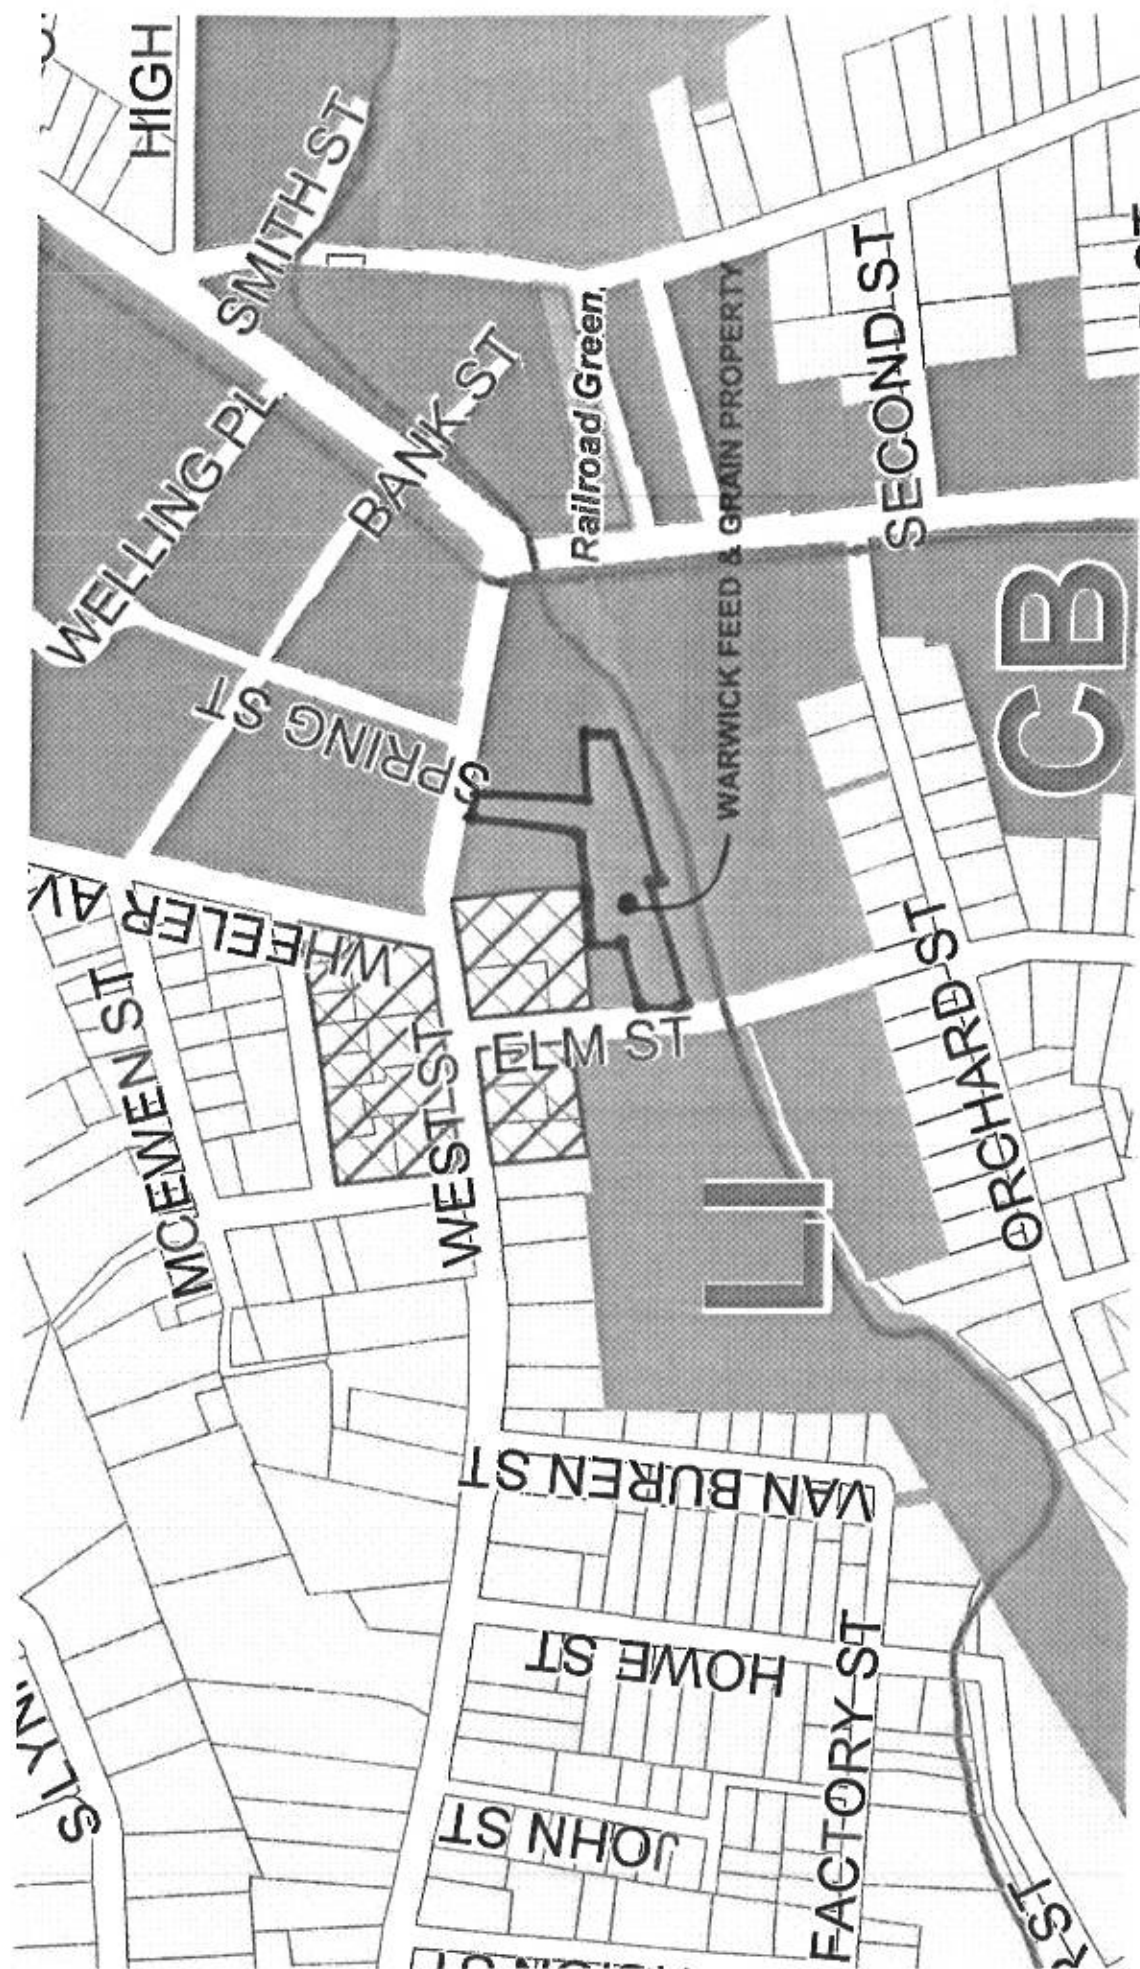 HIGH
SMITH ST
WELLING PL
BANK ST
Railroad Green
SECOND ST
WARWICK FEED & GRAIN PROPERTY
SPRING ST
CB
WHEELER AV
MCEWEN ST
WEST ST
ELM ST
ORCHARD ST
LI
VAN BUREN ST
HOWE ST
FACTORY ST
JOHN ST
ST